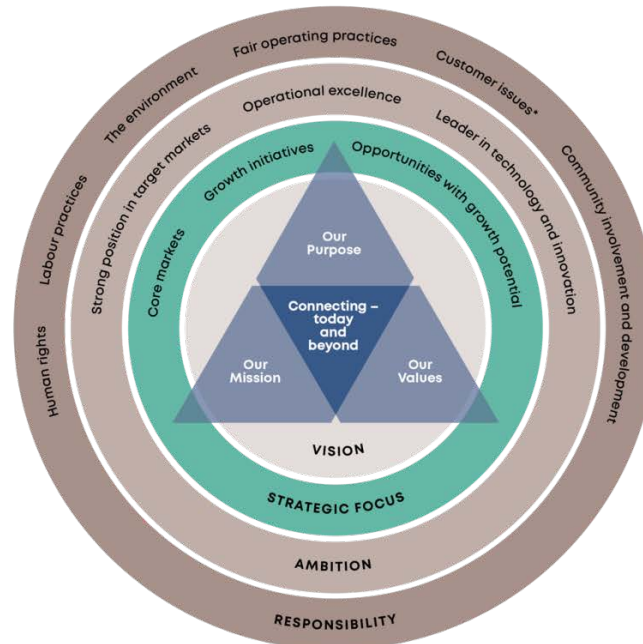 Fair operating practices
The environment
Customer issues*
Labour practices
Community involvement and development
Human rights
Operational excellence
Strong position in target markets
Leader in technology and innovation
Growth initiatives
Opportunities with growth potential
Core markets
Our
Purpose
Connecting –
today
and
beyond
Our
Mission
Our
Values
VISION
STRATEGIC FOCUS
AMBITION
RESPONSIBILITY